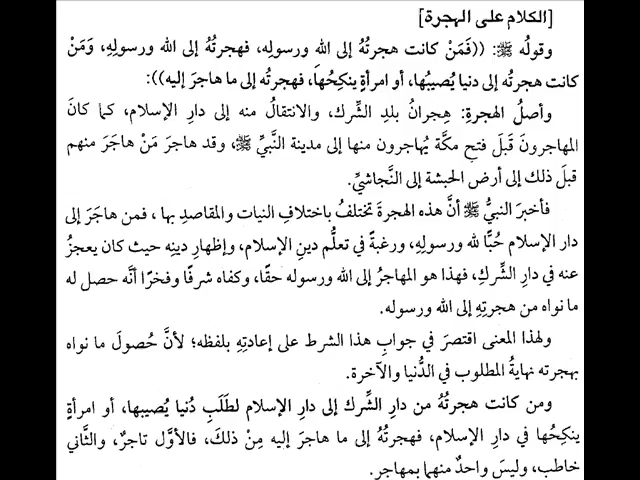 [الكلام على الهجرة]
وقولُه ﷺ: ((فَمَنْ كانت هجرتُهُ إلى الله ورسولِهِ، فهجرتُهُ إلى الله ورسولِهِ، وَمَنْ
كانت هجرتُه إلى دنيا يُصيبُها، أو امرأةٍ ينكِحُها، فهجرتُهُ إلى ما هاجرَ إليه)):
وأصلُ الهجرةِ: هِجرانُ بلدِ الشِّرك، والانتقالُ منه إلى دارِ الإسلام، كما كانَ
المهاجرونَ قَبلَ فتحِ مكَّة يُهاجرون منها إلى مدينة النَّبيِّ ﷺ، وقد هاجرَ مَنْ هاجَرَ منهم
قبلَ ذلك إلى أرض الحبشة إلى النَّجاشيِّ.
فأخبرَ النبيُّ ﷺ أنَّ هذه الهجرةَ تختلفُ باختلافِ النيات والمقاصدِ بها ، فمن هاجَرَ إلى
دار الإسلام حُبًّا لله ورسولِهِ، ورغبةً في تعلُّم دينِ الإسلام، وإظهارِ دينِه حيث كان يعجزُ
عنه في دارِ الشِّركِ، فهذا هو المهاجرُ إلى الله ورسوله حقًا، وكفاه شرفًا وفخرًا أنَّه حصل له
ما نواه من هجرتِهِ إلى الله ورسوله.
ولهذا المعنى اقتصرَ في جوابِ هذا الشرط على إعادتِهِ بلفظه؛ لأنَّ حُصولَ ما نواه
بهجرته نهايةُ المطلوب في الدُّنيا والآخرة.
ومن كانت هجرتُهُ من دارِ الشِّرك إلى دارِ الإسلام لطَلَبِ دُنيا يُصيبها، أو امرأةٍ
ينكِحُها في دارِ الإسلام، فهجرتُهُ إلى ما هاجرَ إليه مِنْ ذلكَ، فالأوَّل تاجرٌ، والثَّاني
خاطب، وليسَ واحدٌ منهما بمهاجر.